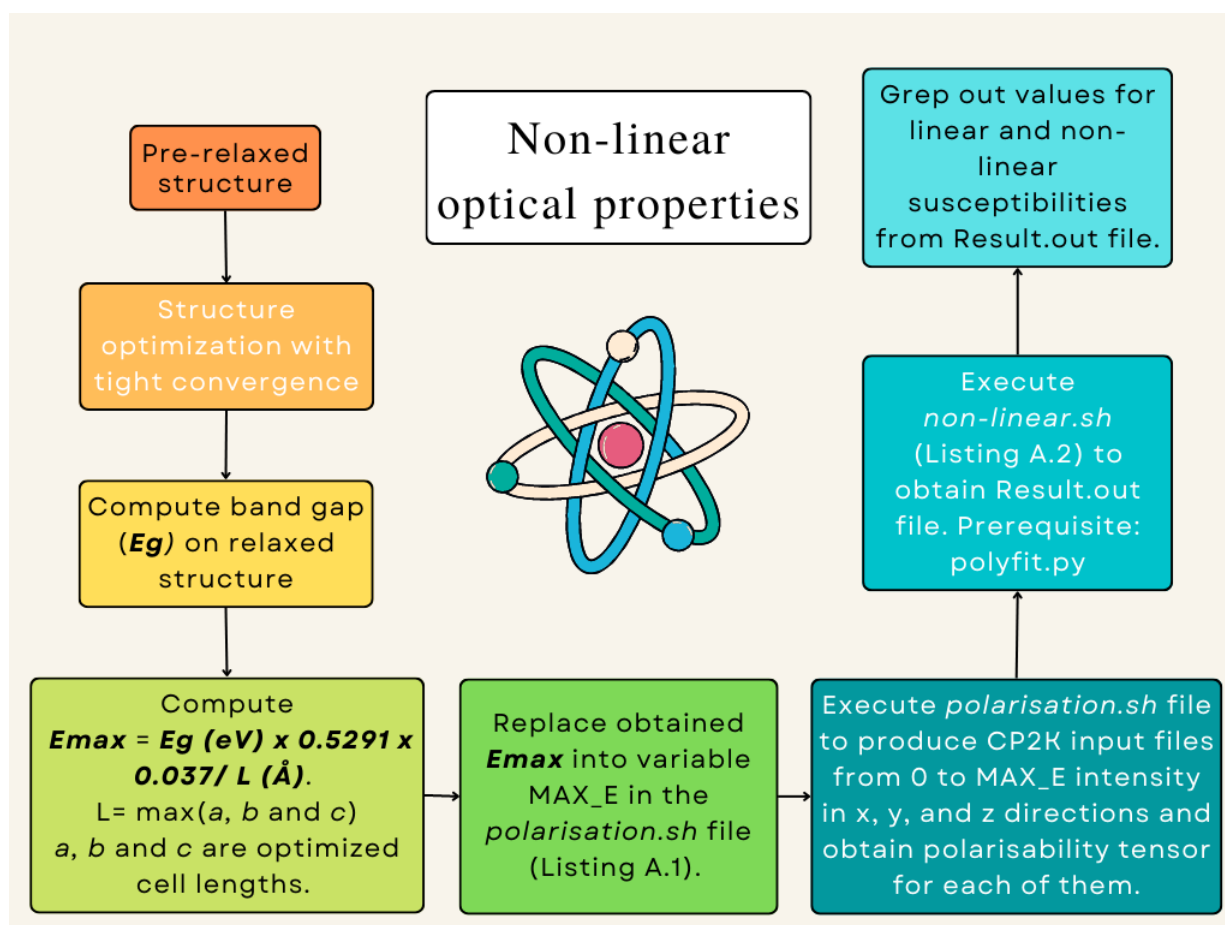 Non-linear
optical properties
Pre-relaxed
structure
Structure
optimization with
tight convergence
Compute band gap
(Eg) on relaxed
structure
Compute
Emax = Eg (eV) x 0.5291 x
0.037/ L (Å).
L= max(a, b and c)
a, b and c are optimized
cell lengths.
Replace obtained
Emax into variable
MAX_E in the
polarisation.sh file
(Listing A.1).
Execute polarisation.sh file
to produce CP2K input files
from 0 to MAX_E intensity
in x, y, and z directions and
obtain polarisability tensor
for each of them.
Execute
non-linear.sh
(Listing A.2) to
obtain Result.out
file. Prerequisite:
polyfit.py
Grep out values for
linear and non-
linear
susceptibilities
from Result.out file.